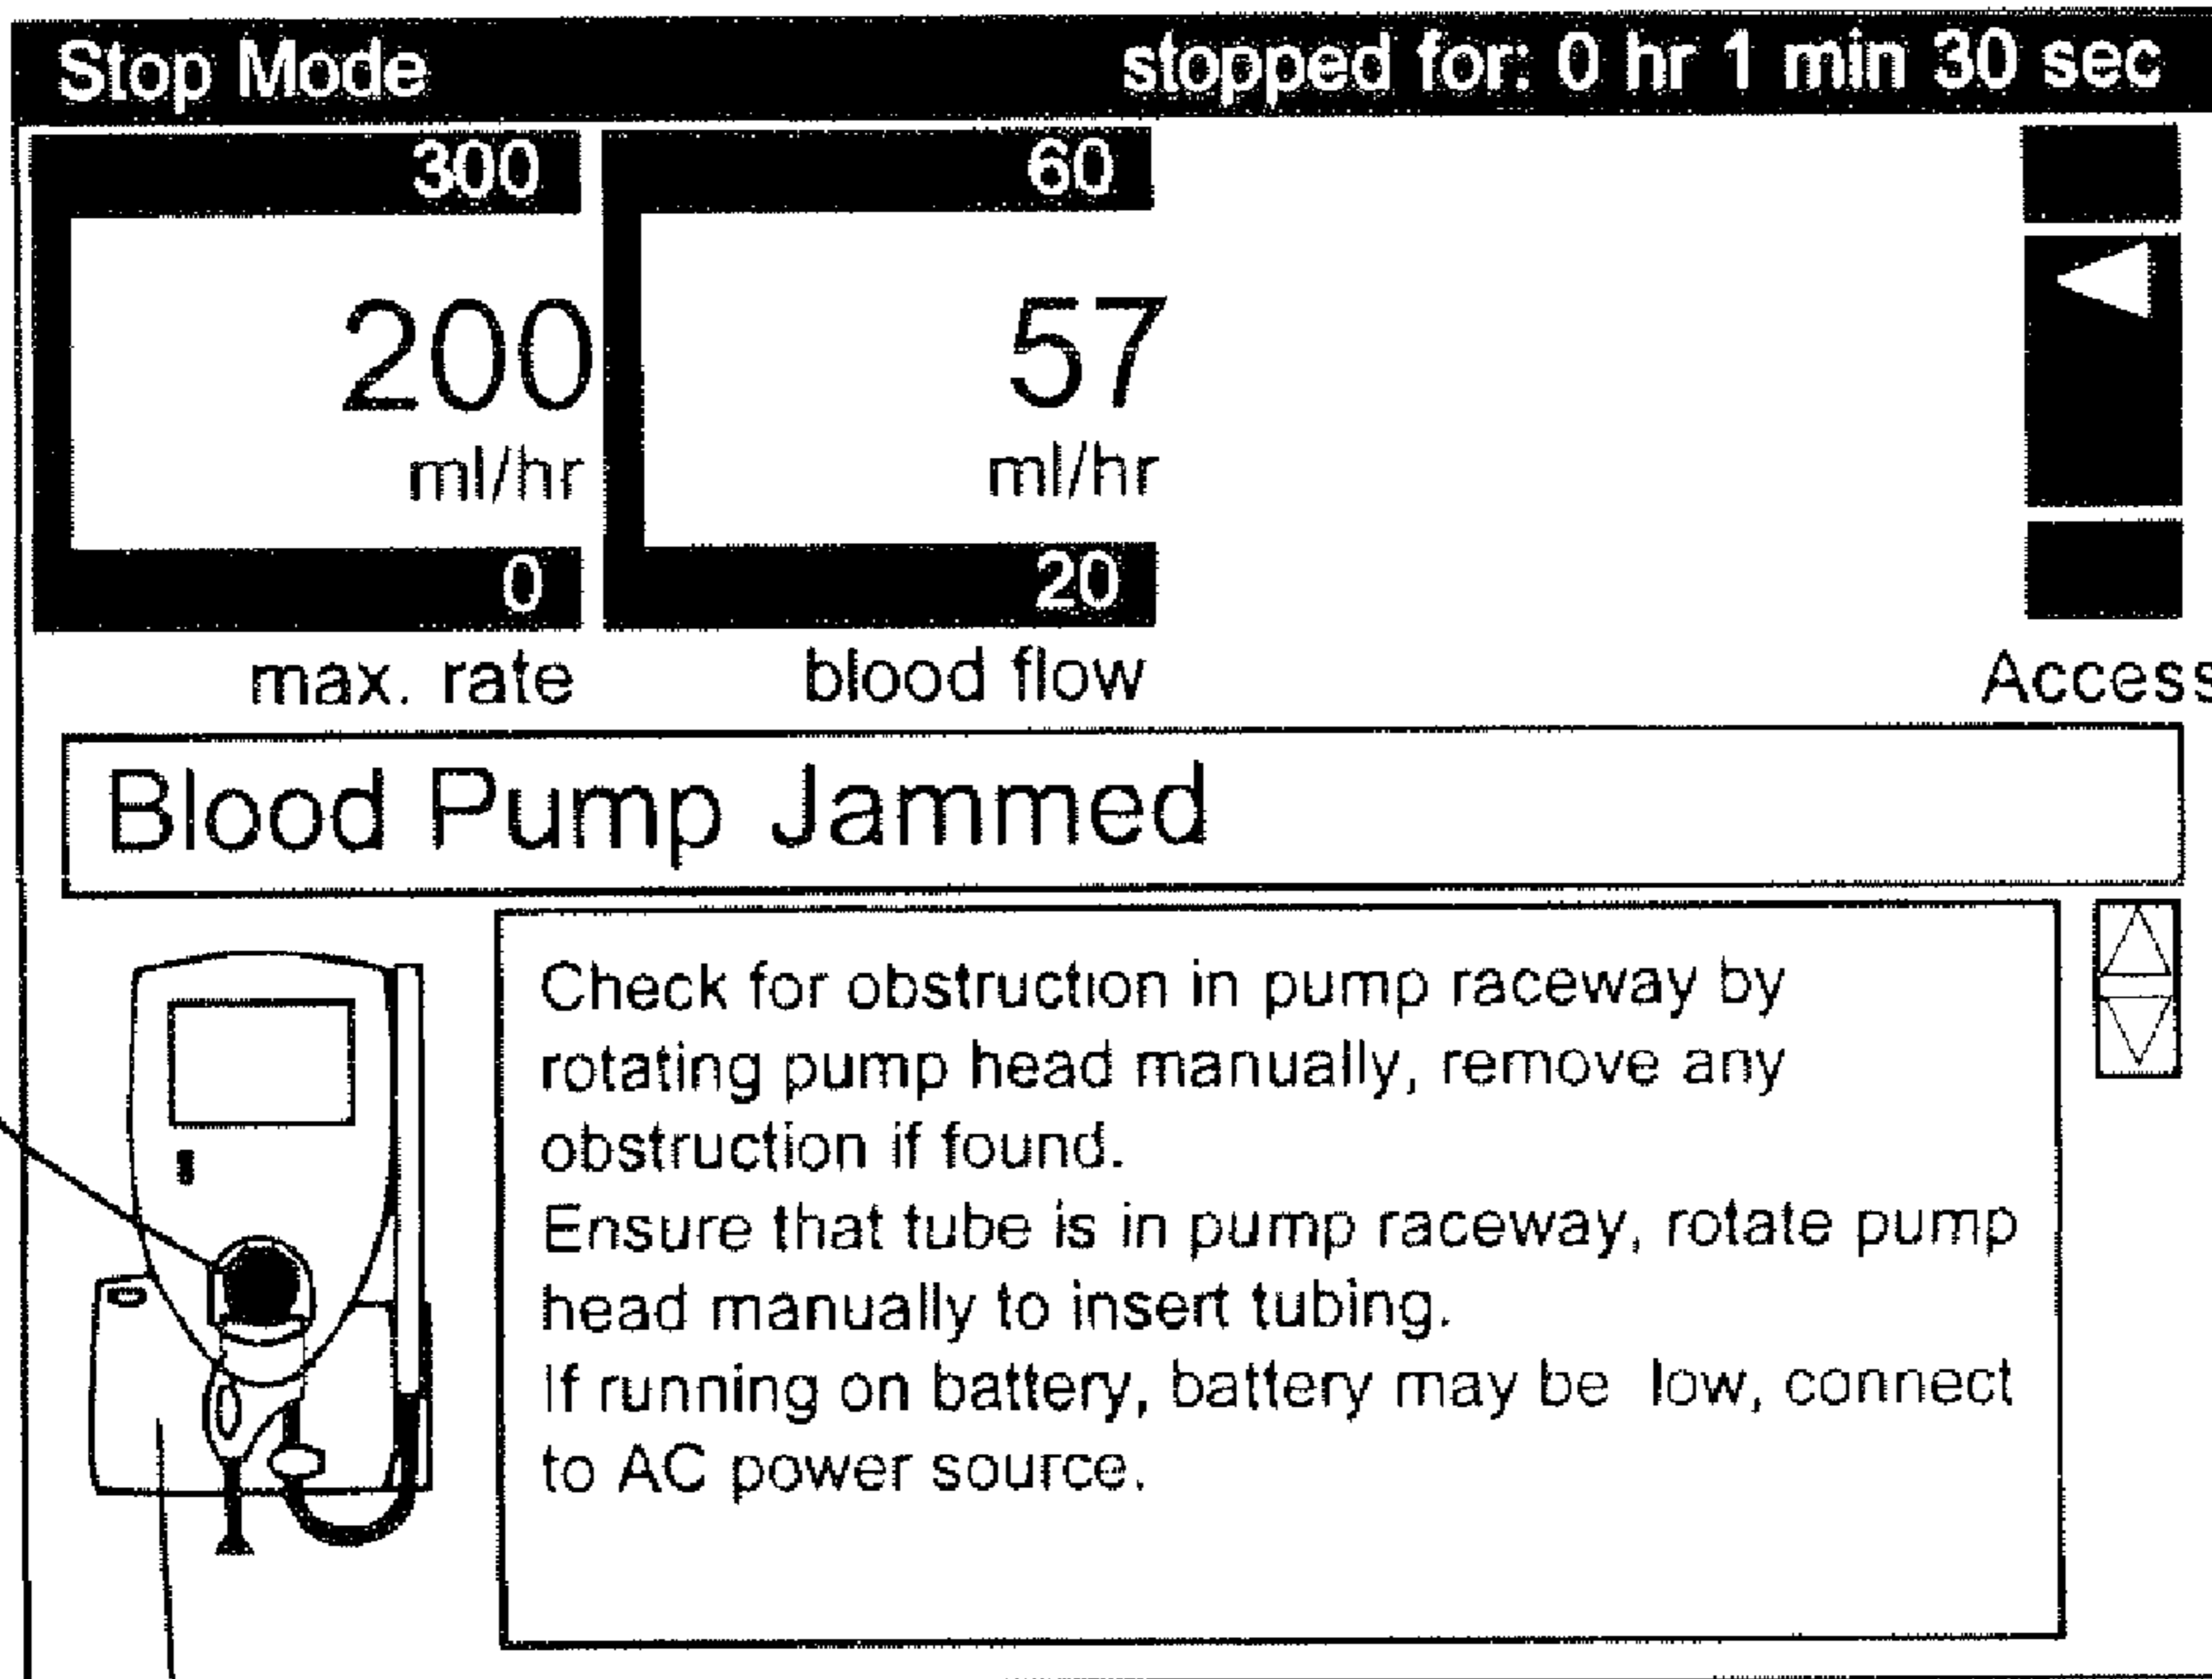 Stop Mode stopped for: 0 hr 1 min 30 sec
300 60
200 57
ml/hr ml/hr
0 20
max. rate blood flow Access
Blood Pump Jammed
Check for obstruction in pump raceway by
rotating pump head manually, remove any
obstruction if found.
Ensure that tube is in pump raceway, rotate pump
head manually to insert tubing.
If running on battery, battery may be low, connect
to AC power source.